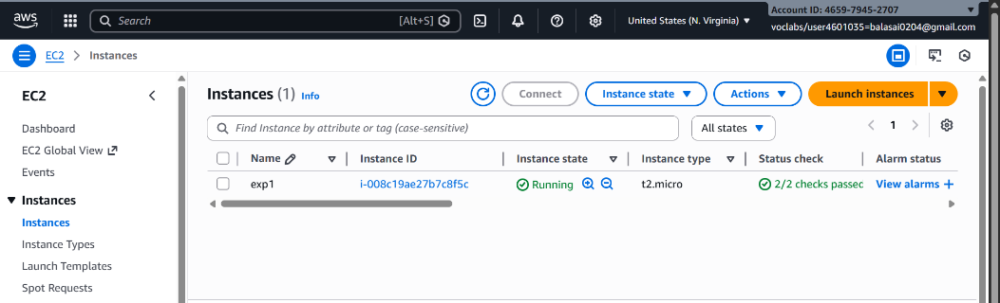 aws
Search [Alt+S]
United States (N. Virginia)
Account ID: 4659-7945-2707
voclabs/user4601035=balasai0204@gmail.com
EC2 > Instances
EC2
Dashboard
EC2 Global View
Events
Instances
Instances
Instance Types
Launch Templates
Spot Requests
Instances (1) Info
Connect
Instance state
Actions
Launch instances
Find Instance by attribute or tag (case-sensitive)
All states
1
Name Instance ID Instance state Instance type Status check Alarm status
exp1 i-008c19ae27b7c8f5c Running t2.micro 2/2 checks passed View alarms +